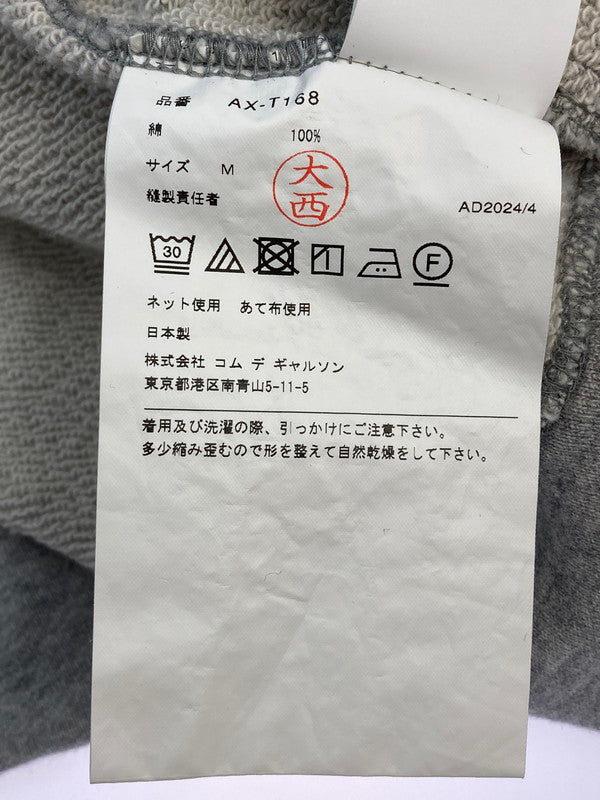 品番 AX-T168
綿 100%
サイズ M
縫製責任者 大西
AD2024/4
30 1 F
ネット使用 あて布使用
日本製
株式会社 コム デ ギャルソン
東京都港区南青山5-11-5
着用及び洗濯の際、引っかけにご注意下さい。
多少縮み歪むので形を整えて自然乾燥をして下さい。